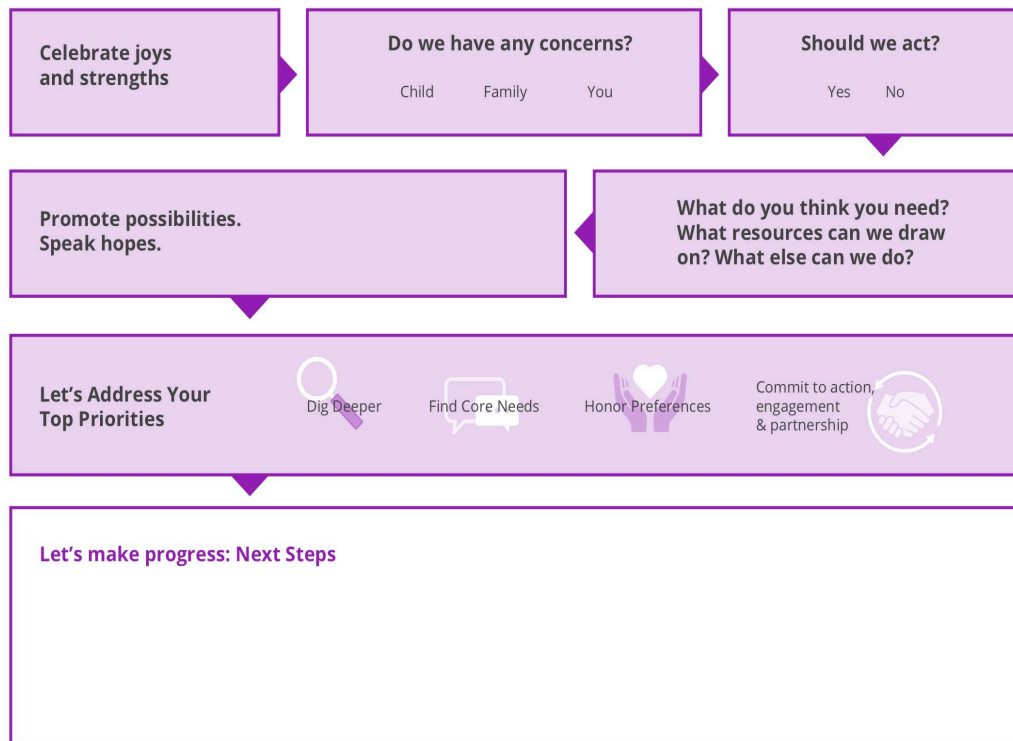 Celebrate joys
and strengths
Do we have any concerns?
Child Family You
Should we act?
Yes No
Promote possibilities.
Speak hopes.
What do you think you need?
What resources can we draw
on? What else can we do?
Let’s Address Your
Top Priorities
Dig Deeper
Find Core Needs
Honor Preferences
Commit to action,
engagement
& partnership
Let’s make progress: Next Steps